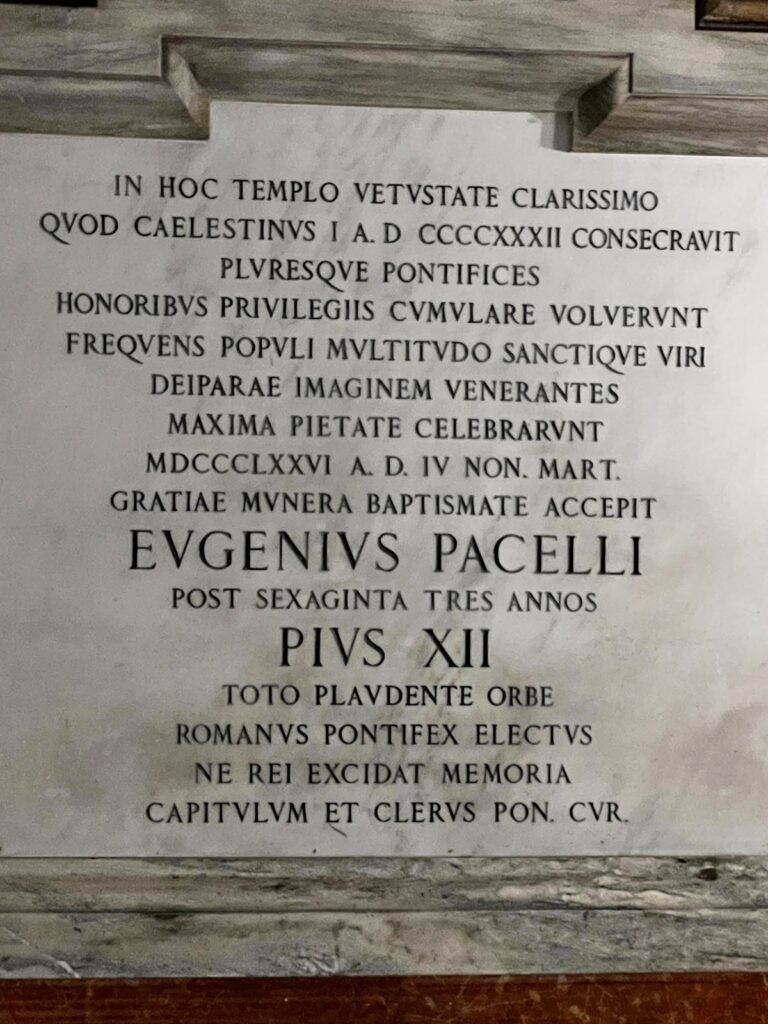 IN HOC TEMPLO VETVSTATE CLARISSIMO
QVOD CAELESTINVS I A. D CCCCXXXII CONSECRAVIT
PLVRESQVE PONTIFICES
HONORIBVS PRIVILEGIIS CVMVLARE VOLVERVNT
FREQVENS POPVLI MVLTITVDO SANCTIQVE VIRI
DEIPARAE IMAGINEM VENERANTES
MAXIMA PIETATE CELEBRARVNT
MDCCCLXXVI A. D. IV NON. MART.
GRATIAE MVNERA BAPTISMATE ACCEPIT
EVGENIVS PACELLI
POST SEXAGINTA TRES ANNOS
PIVS XII
TOTO PLAVDENTE ORBE
ROMANVS PONTIFEX ELECTVS
NE REI EXCIDAT MEMORIA
CAPITVLVM ET CLERVS PON. CVR.